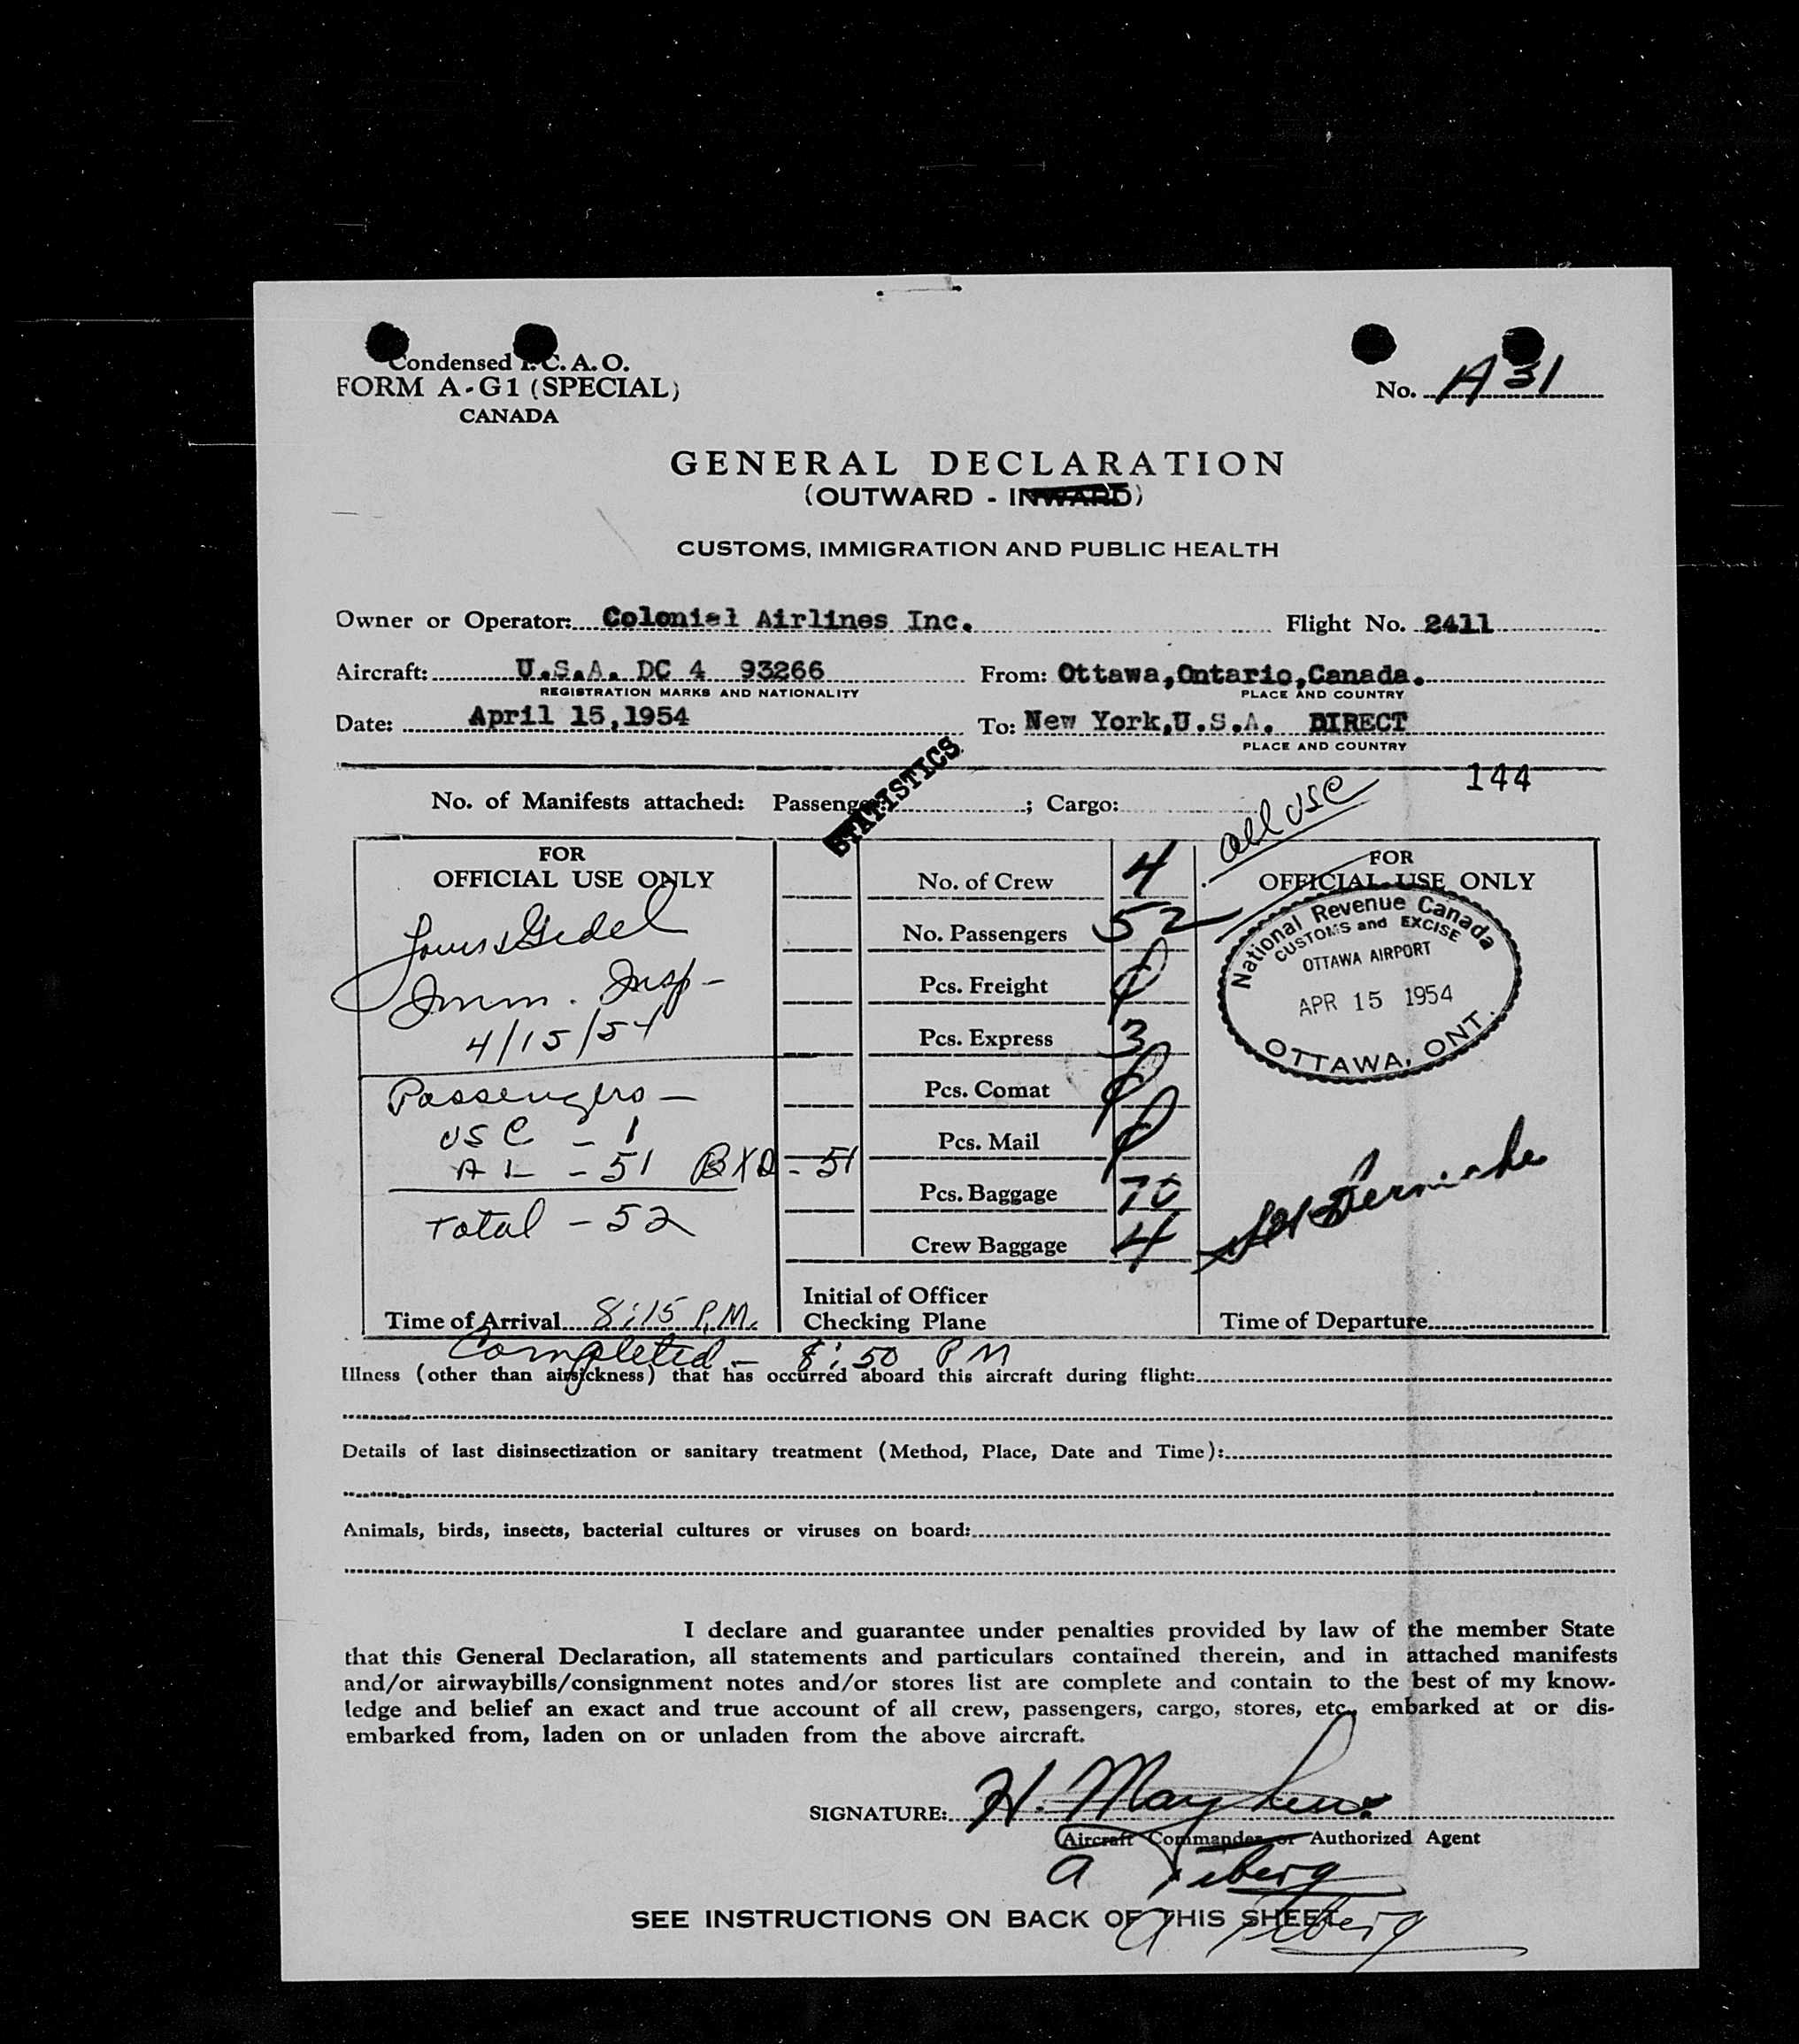 Condensed I.C.A.O.
FORM A-G1 (SPECIAL)
CANADA
No. A 31
GENERAL DECLARATION
(OUTWARD - INWARD)
CUSTOMS, IMMIGRATION AND PUBLIC HEALTH
Owner or Operator: Colonial Airlines Inc. Flight No. 2411
Aircraft: U.S.A. DC 4 93266 From: Ottawa,Ontario,Canada.
REGISTRATION MARKS AND NATIONALITY PLACE AND COUNTRY
Date: April 15,1954 To: New York,U.S.A. DIRECT
PLACE AND COUNTRY
STATISTICS
144
No. of Manifests attached: Passenger ; Cargo:
all USC
FOR
OFFICIAL USE ONLY
Imm. Insp-
4/15/54
Passengers -
USC - 1
AL - 51 BXD - 51
Total - 52
Time of Arrival 8:15 P.M.
Completed - 8:50 PM
No. of Crew 4
No. Passengers 52
Pcs. Freight
Pcs. Express 3
Pcs. Comat
Pcs. Mail
Pcs. Baggage 70
Crew Baggage 4
Initial of Officer
Checking Plane
FOR
OFFICIAL USE ONLY
National Revenue Canada
CUSTOMS and EXCISE
OTTAWA AIRPORT
APR 15 1954
OTTAWA, ONT.
Time of Departure
Illness (other than airsickness) that has occurred aboard this aircraft during flight:
Details of last disinsectization or sanitary treatment (Method, Place, Date and Time):
Animals, birds, insects, bacterial cultures or viruses on board:
I declare and guarantee under penalties provided by law of the member State
that this General Declaration, all statements and particulars contained therein, and in attached manifests
and/or airwaybills/consignment notes and/or stores list are complete and contain to the best of my know-
ledge and belief an exact and true account of all crew, passengers, cargo, stores, etc., embarked at or dis-
embarked from, laden on or unladen from the above aircraft.
SIGNATURE: H.
Aircraft Commander or Authorized Agent
SEE INSTRUCTIONS ON BACK OF THIS SHEET